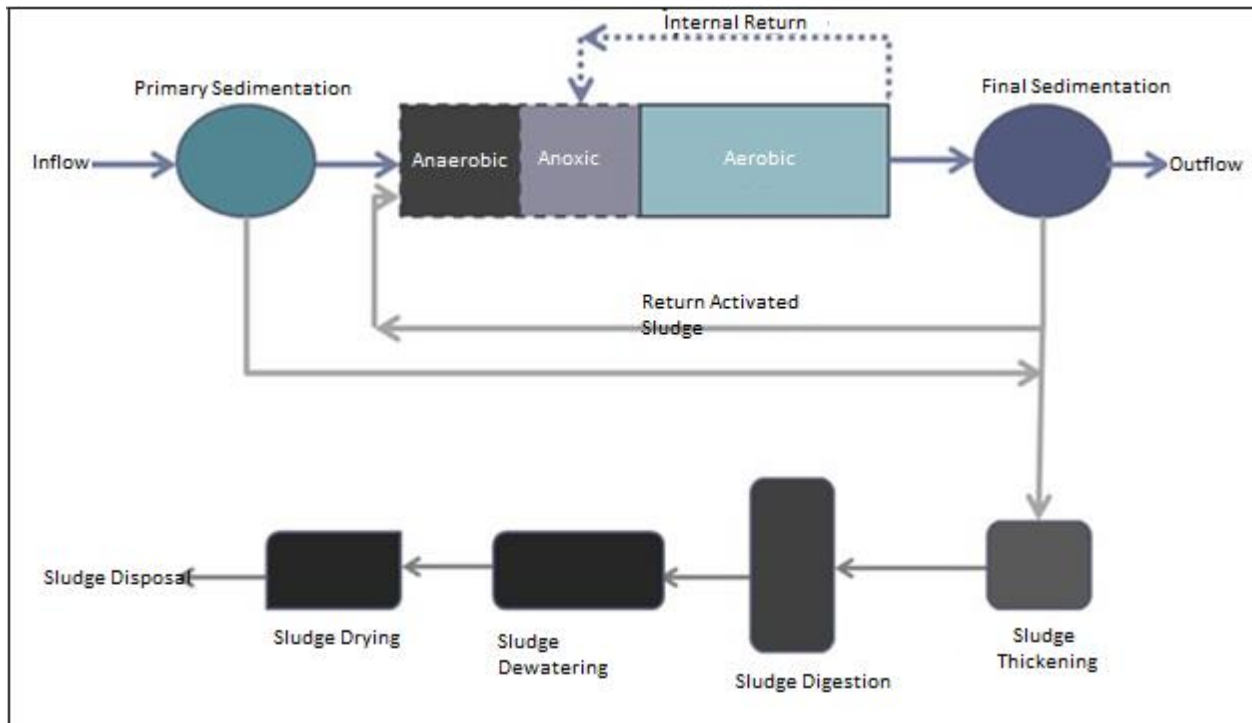 Internal Return
Primary Sedimentation
Final Sedimentation
Inflow
Anaerobic
Anoxic
Aerobic
Outflow
Return Activated
Sludge
Sludge Disposal
Sludge Drying
Sludge
Dewatering
Sludge Digestion
Sludge
Thickening